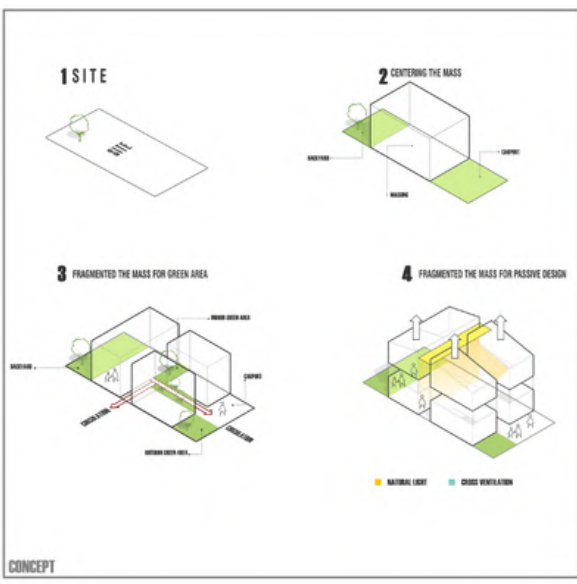 1 SITE
SITE
2 CENTERING THE MASS
BACKYARD
CARPORT
MASSING
3 FRAGMENTED THE MASS FOR GREEN AREA
INDOOR GREEN AREA
BACKYARD
CARPORT
CIRCULATION
CIRCULATION
OUTDOOR GREEN AREA
4 FRAGMENTED THE MASS FOR PASSIVE DESIGN
NATURAL LIGHT
CROSS VENTILATION
CONCEPT